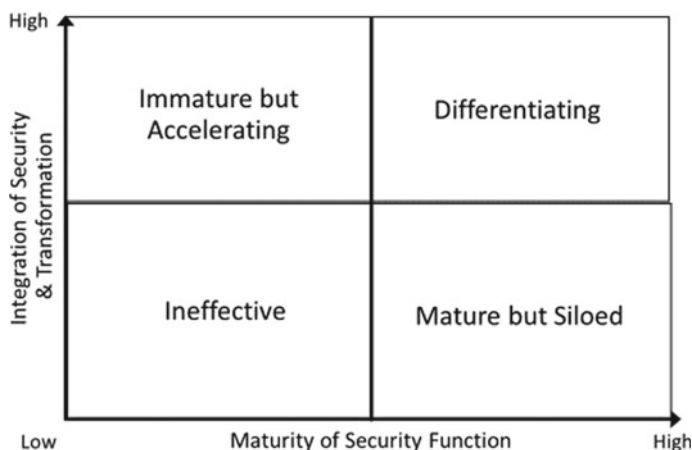 High
Immature but
Accelerating
Differentiating
Integration of Security
& Transformation
Ineffective
Mature but Siloed
Low
Maturity of Security Function
High